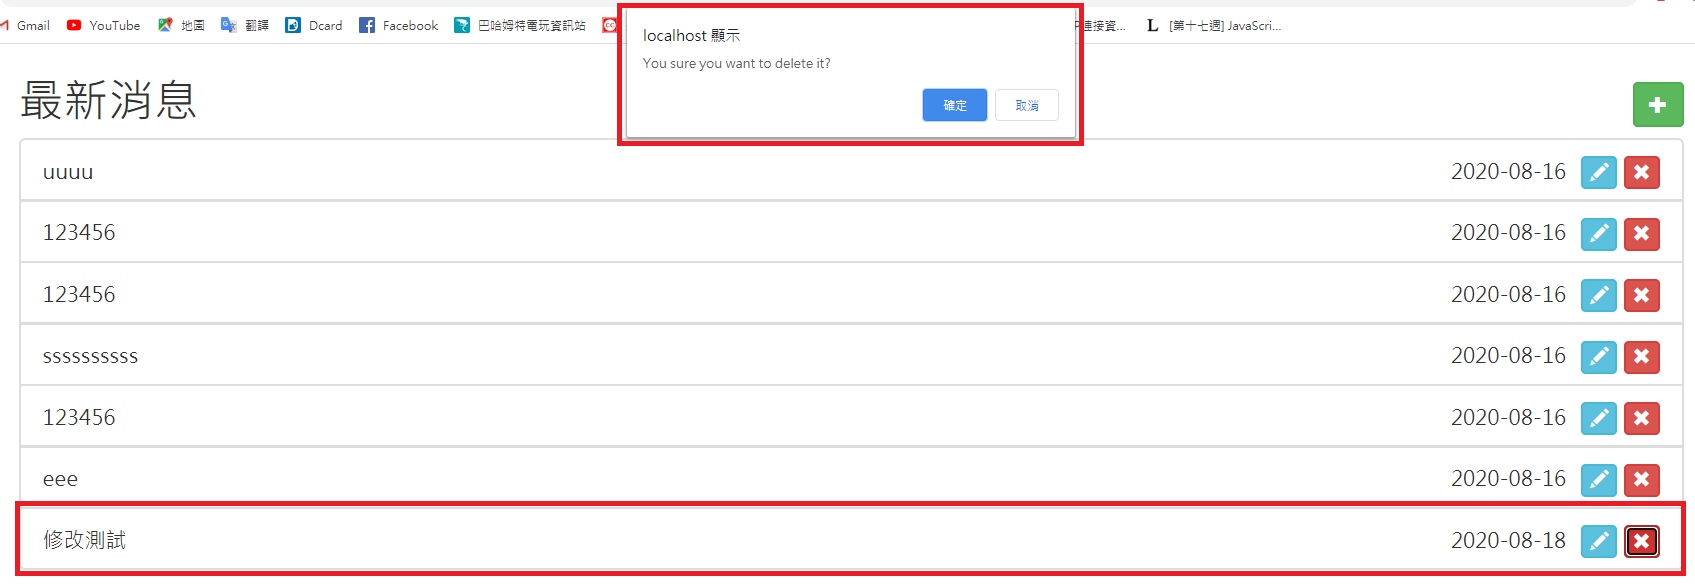 Gmail YouTube 地圖 翻譯 Dcard Facebook 巴哈姆特電玩資訊站 連接資... L [第十七週] JavaScri...
localhost 顯示
You sure you want to delete it?
確定 取消
最新消息
uuuu 2020-08-16
123456 2020-08-16
123456 2020-08-16
ssssssssss 2020-08-16
123456 2020-08-16
eee 2020-08-16
修改測試 2020-08-18